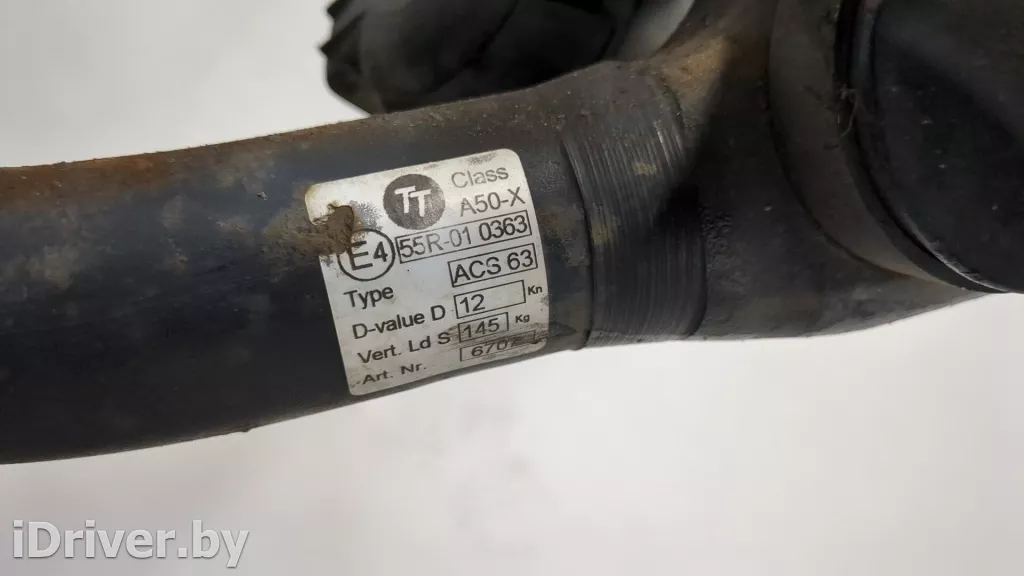 TT
Class
A50-X
E4 55R-01 0363
Type ACS 63
D-value D 12 Kn
Vert. Ld S 145 Kg
Art. Nr.
iDriver.by